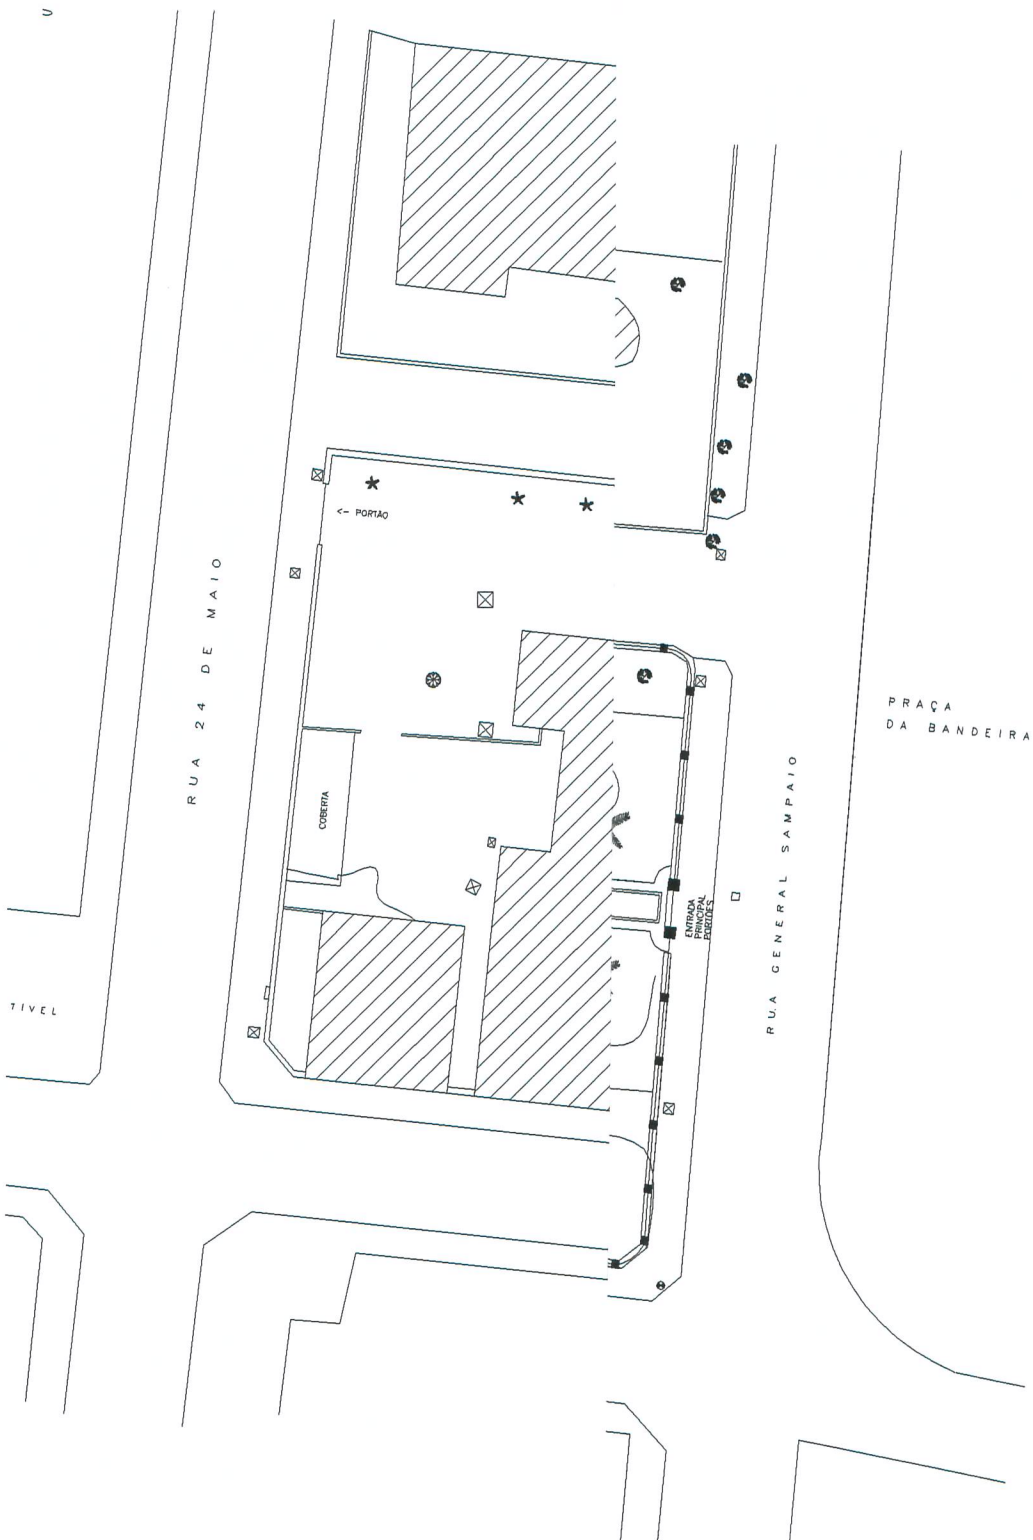 <- PORTÃO
RUA 24 DE MAIO
PRAÇA
DA BANDEIRA
COBERTA
RUA GENERAL SAMPAIO
ENTRADA
PRINCIPAL
PORTÕES
TIVEL